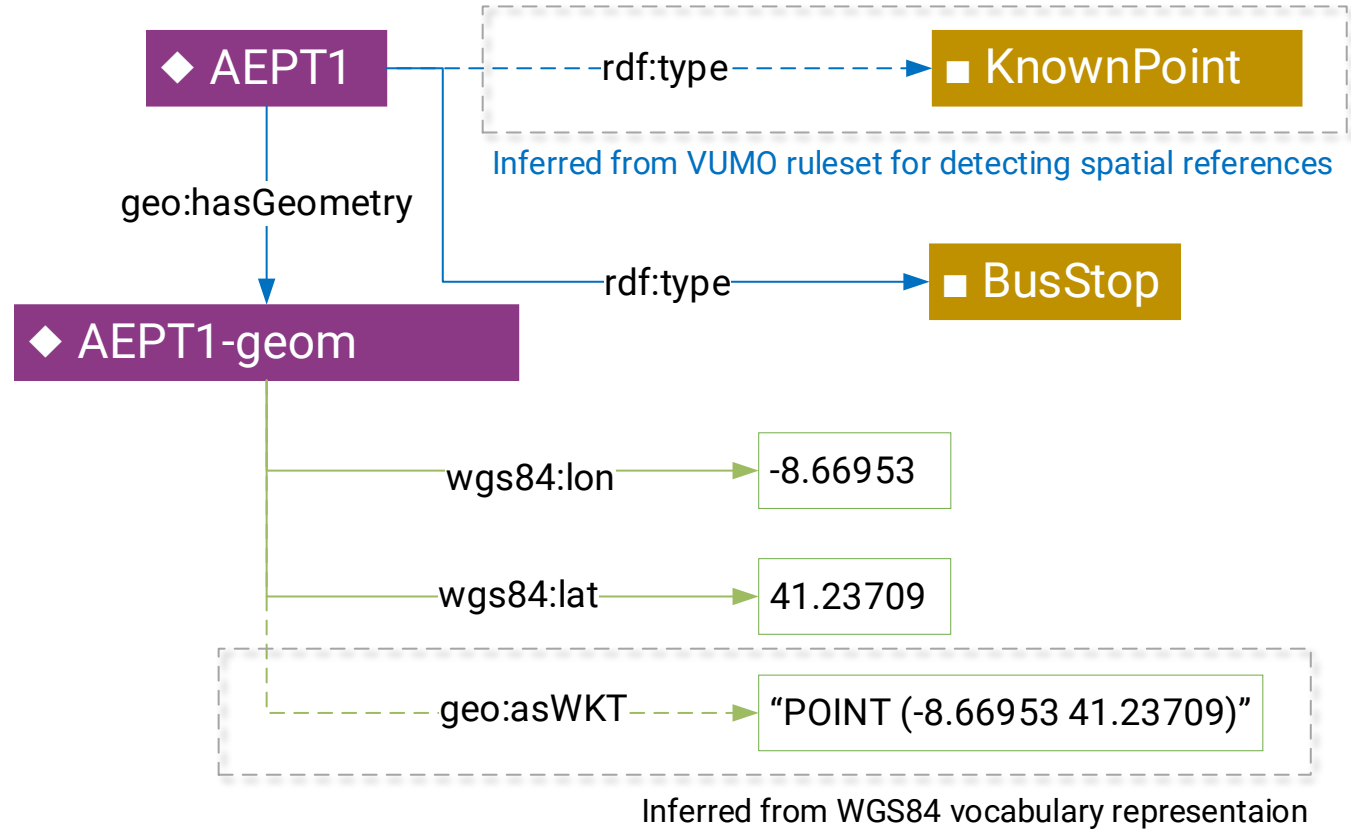 AEPT1
rdf:type
KnownPoint
Inferred from VUMO ruleset for detecting spatial references
geo:hasGeometry
rdf:type
BusStop
AEPT1-geom
wgs84:lon
-8.66953
wgs84:lat
41.23709
geo:asWKT
“POINT (-8.66953 41.23709)”
Inferred from WGS84 vocabulary representaion